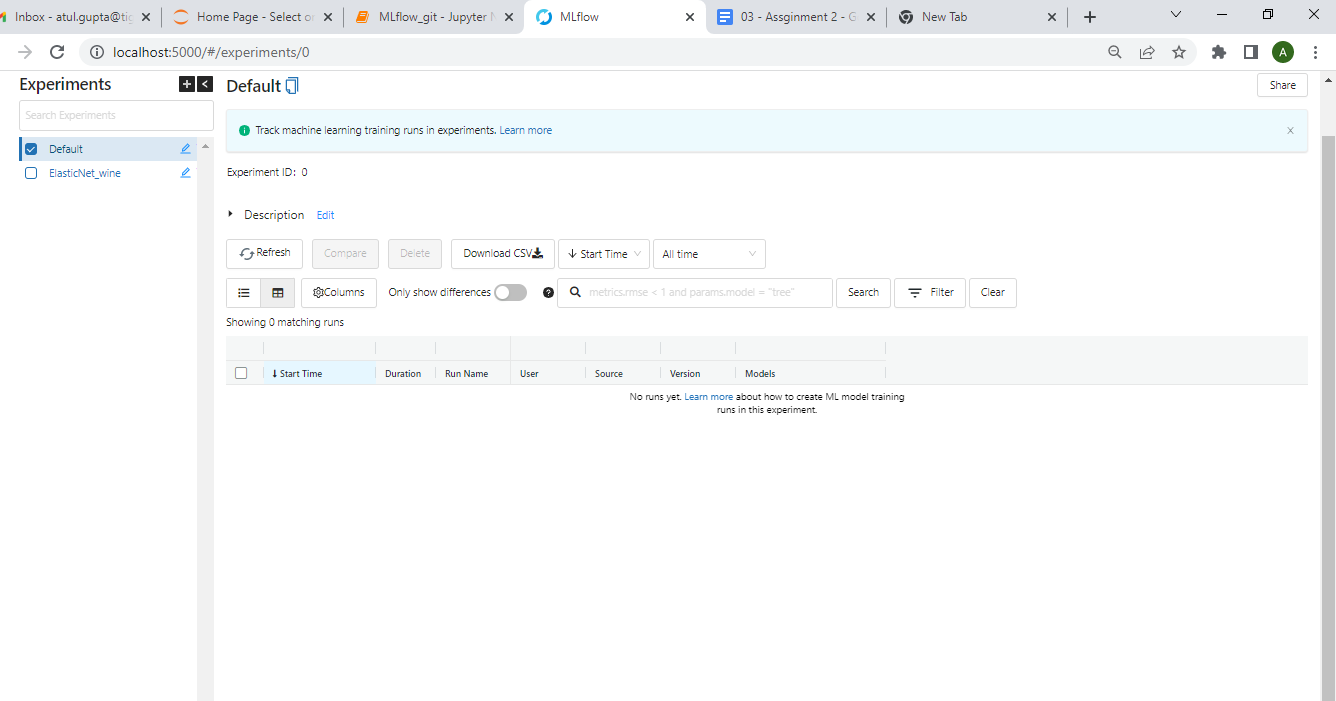 Inbox - atul.gupta@tig
Home Page - Select or
MLflow_git - Jupyter N
MLflow
03 - Assginment 2 - G
New Tab
localhost:5000/#/experiments/0
A
Experiments
Default
Share
Search Experiments
Track machine learning training runs in experiments. Learn more
Default
ElasticNet_wine
Experiment ID: 0
Description Edit
Refresh Compare Delete Download CSV Start Time All time
Columns Only show differences metrics.rmse < 1 and params.model = "tree" Search Filter Clear
Showing 0 matching runs
Start Time Duration Run Name User Source Version Models
No runs yet. Learn more about how to create ML model training
runs in this experiment.